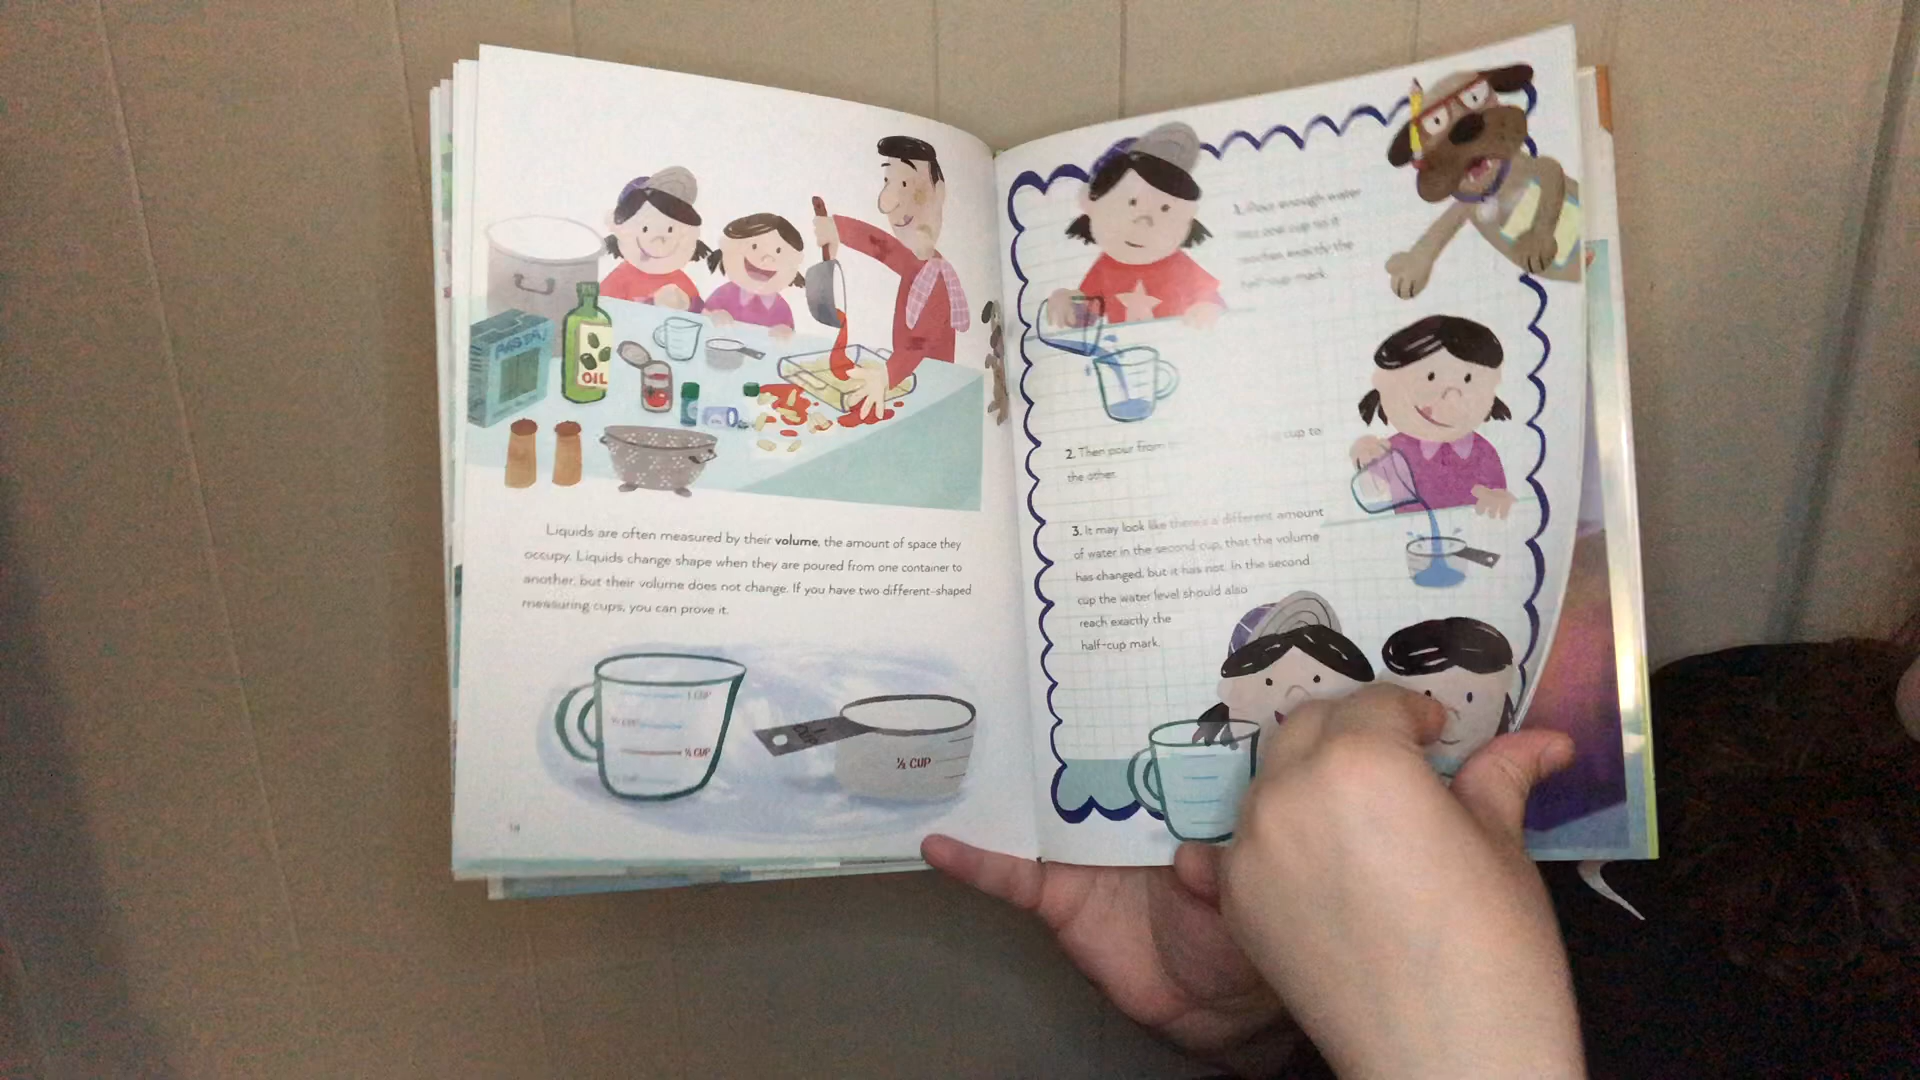 PASTA!
OIL
Liquids are often measured by their volume, the amount of space they
occupy. Liquids change shape when they are poured from one container to
another, but their volume does not change. If you have two different-shaped
measuring cups, you can prove it.
1 CUP
½ CUP
½ CUP
1. Pour enough water
into one cup so it
reaches exactly the
half-cup mark.
2. Then pour from cup to
the other.
3. It may look like there's a different amount
of water in the second cup, that the volume
has changed, but it has not. In the second
cup the water level should also
reach exactly the
half-cup mark.